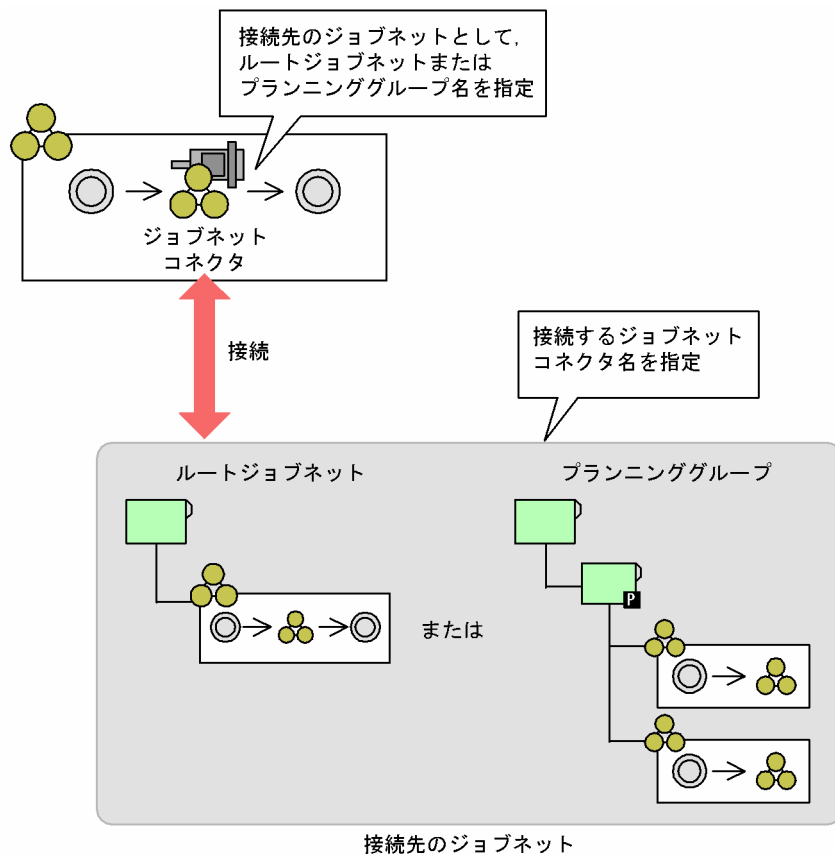 接続先のジョブネットとして,
ルートジョブネットまたは
プランニンググループ名を指定
ジョブネット
コネクタ
接続
接続するジョブネット
コネクタ名を指定
ルートジョブネット
プランニンググループ
または
P
接続先のジョブネット